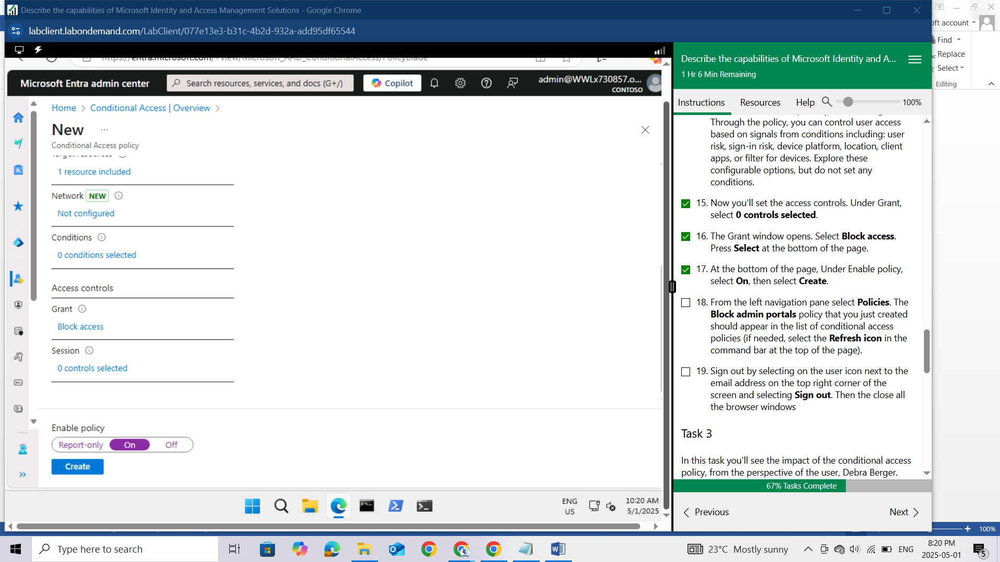 Describe the capabilities of Microsoft Identity and Access Management Solutions - Google Chrome
labclient.labondemand.com/LabClient/077e13e3-b31c-4b2d-932a-add95df65544
oft account
Find
Replace
Select
Editing
https://entra.microsoft.com/#view/Microsoft_AAD_ConditionalAccess/PolicyBlade
Microsoft Entra admin center
Search resources, services, and docs (G+/)
Copilot
admin@WWLx730857.o...
CONTOSO
Home > Conditional Access | Overview >
New ...
Conditional Access policy
Target resources
1 resource included
Network NEW
Not configured
Conditions
0 conditions selected
Access controls
Grant
Block access
Session
0 controls selected
Enable policy
Report-only On Off
Create
ENG
US
10:20 AM
5/1/2025
Describe the capabilities of Microsoft Identity and A...
1 Hr 6 Min Remaining
Instructions Resources Help 100%
Through the policy, you can control user access
based on signals from conditions including: user
risk, sign-in risk, device platform, location, client
apps, or filter for devices. Explore these
configurable options, but do not set any
conditions.
15. Now you'll set the access controls. Under Grant,
select 0 controls selected.
16. The Grant window opens. Select Block access.
Press Select at the bottom of the page.
17. At the bottom of the page, Under Enable policy,
select On, then select Create.
18. From the left navigation pane select Policies. The
Block admin portals policy that you just created
should appear in the list of conditional access
policies (if needed, select the Refresh icon in the
command bar at the top of the page).
19. Sign out by selecting on the user icon next to the
email address on the top right corner of the
screen and selecting Sign out. Then the close all
the browser windows
Task 3
In this task you'll see the impact of the conditional access
policy, from the perspective of the user, Debra Berger.
67% Tasks Complete
Previous Next
100%
Type here to search
23°C Mostly sunny
ENG
8:20 PM
2025-05-01
5